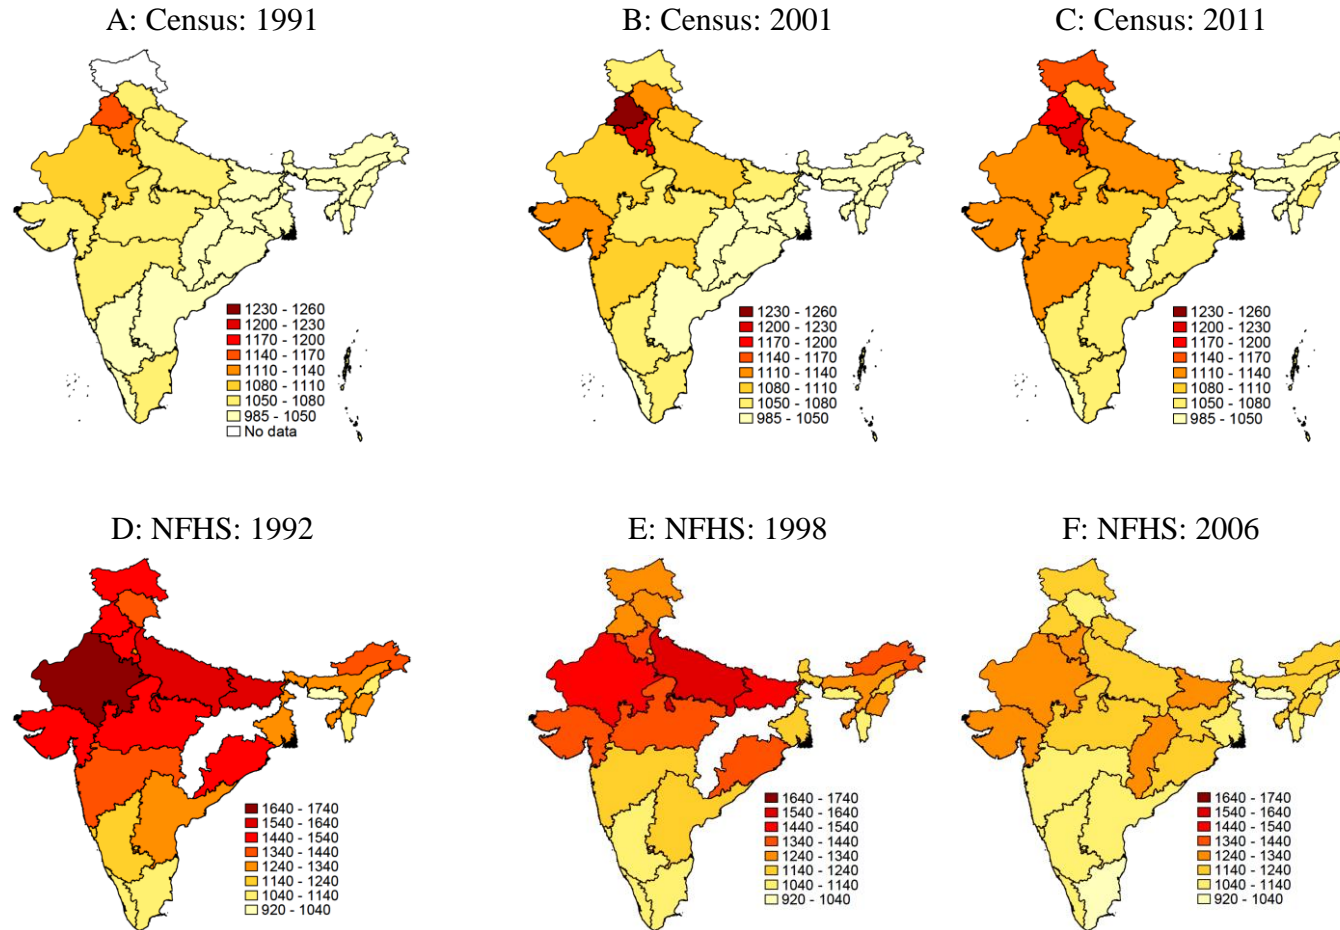 A: Census: 1991
B: Census: 2001
C: Census: 2011
1230 - 1260
1200 - 1230
1170 - 1200
1140 - 1170
1110 - 1140
1080 - 1110
1050 - 1080
985 - 1050
No data
1230 - 1260
1200 - 1230
1170 - 1200
1140 - 1170
1110 - 1140
1080 - 1110
1050 - 1080
985 - 1050
1230 - 1260
1200 - 1230
1170 - 1200
1140 - 1170
1110 - 1140
1080 - 1110
1050 - 1080
985 - 1050
D: NFHS: 1992
E: NFHS: 1998
F: NFHS: 2006
1640 - 1740
1540 - 1640
1440 - 1540
1340 - 1440
1240 - 1340
1140 - 1240
1040 - 1140
920 - 1040
1640 - 1740
1540 - 1640
1440 - 1540
1340 - 1440
1240 - 1340
1140 - 1240
1040 - 1140
920 - 1040
1640 - 1740
1540 - 1640
1440 - 1540
1340 - 1440
1240 - 1340
1140 - 1240
1040 - 1140
920 - 1040